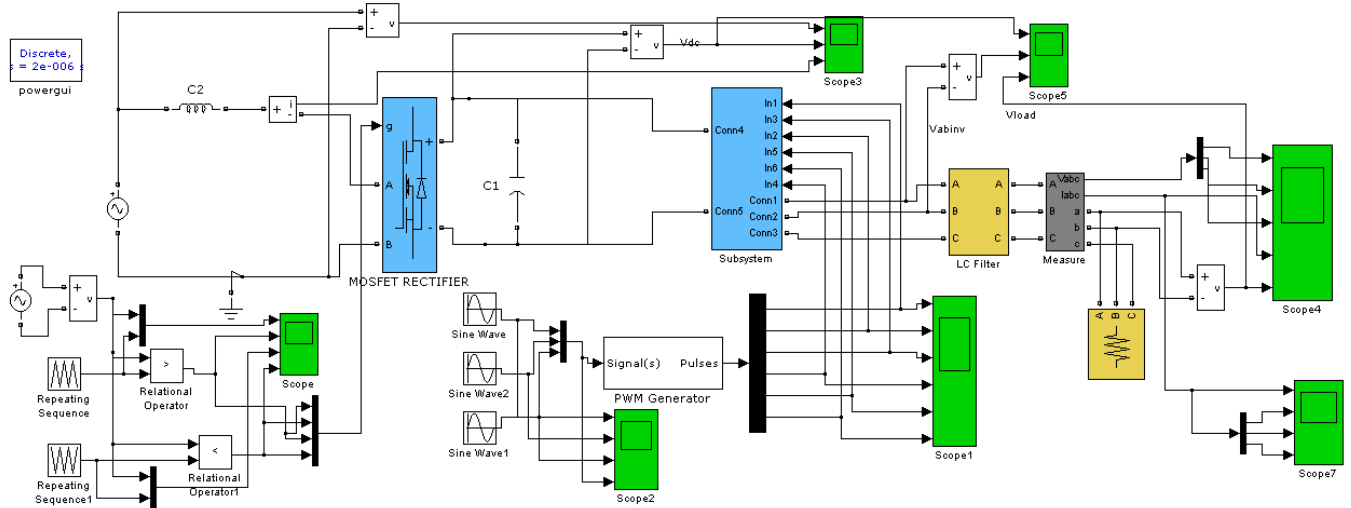 Discrete,
s = 2e-006 s
powergui
C2
+
-
i
+
-
v
+
-
v
Vdc
Scope3
Scope5
+
-
v
Vabinv
Vload
g
A
B
+
-
MOSFET RECTIFIER
C1
Conn4
Conn5
In1
In3
In2
In5
In6
In4
Conn1
Conn2
Conn3
Subsystem
A
B
C
A
B
C
LC Filter
A
B
C
Vabc
Iabc
a
b
c
Measure
+
-
v
Scope4
A
B
C
+
+
-
v
Scope
Repeating
Sequence
>
Relational
Operator
Repeating
Sequence1
<
Relational
Operator1
Sine Wave
Sine Wave2
Sine Wave1
Signal(s)
Pulses
PWM Generator
Scope2
Scope1
Scope7